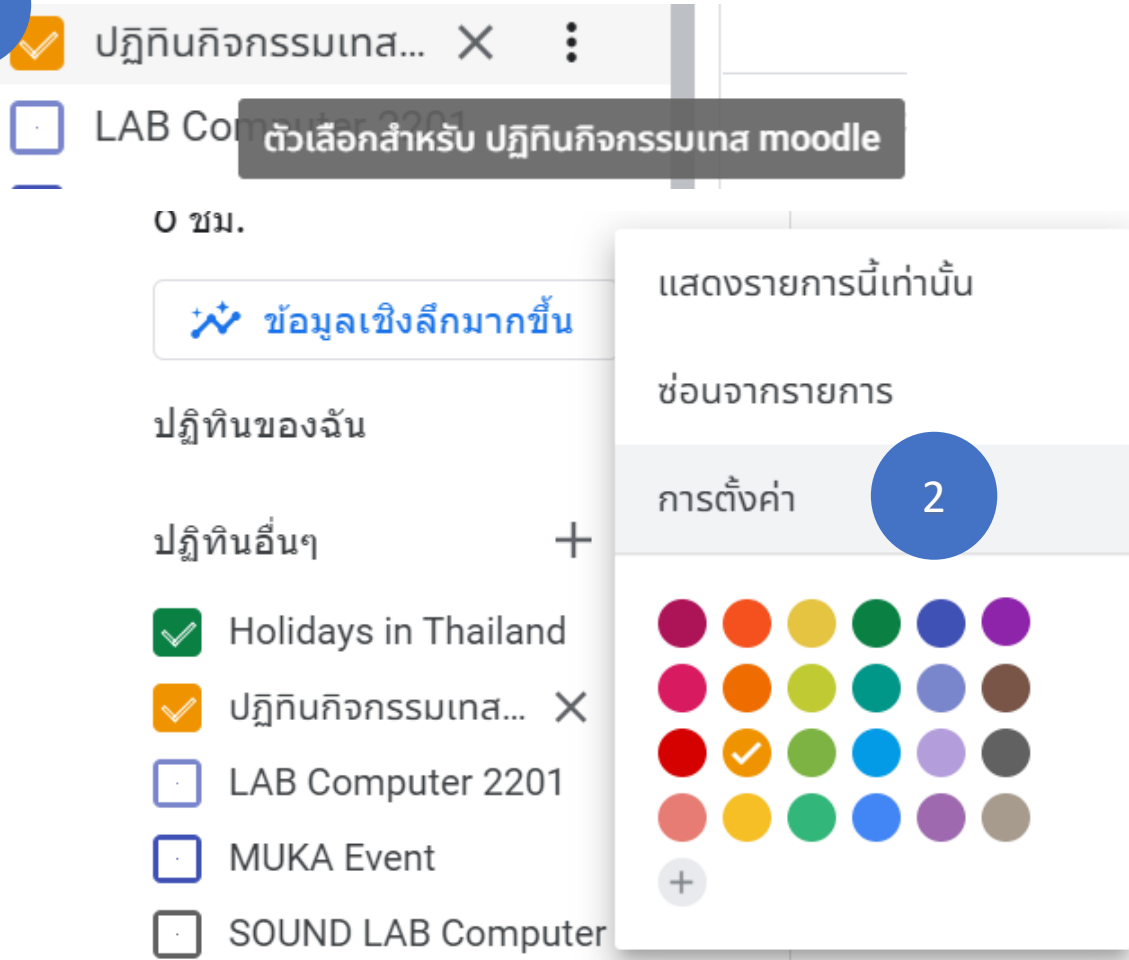 ปฏิทินกิจกรรมเทส...
LAB Com 2201
ตัวเลือกสำหรับ ปฏิทินกิจกรรมเทส moodle
0 ชม.
ข้อมูลเชิงลึกมากขึ้น
ปฏิทินของฉัน
ปฏิทินอื่นๆ
Holidays in Thailand
ปฏิทินกิจกรรมเทส...
LAB Computer 2201
MUKA Event
SOUND LAB Computer
แสดงรายการนี้เท่านั้น
ซ่อนจากรายการ
การตั้งค่า 2